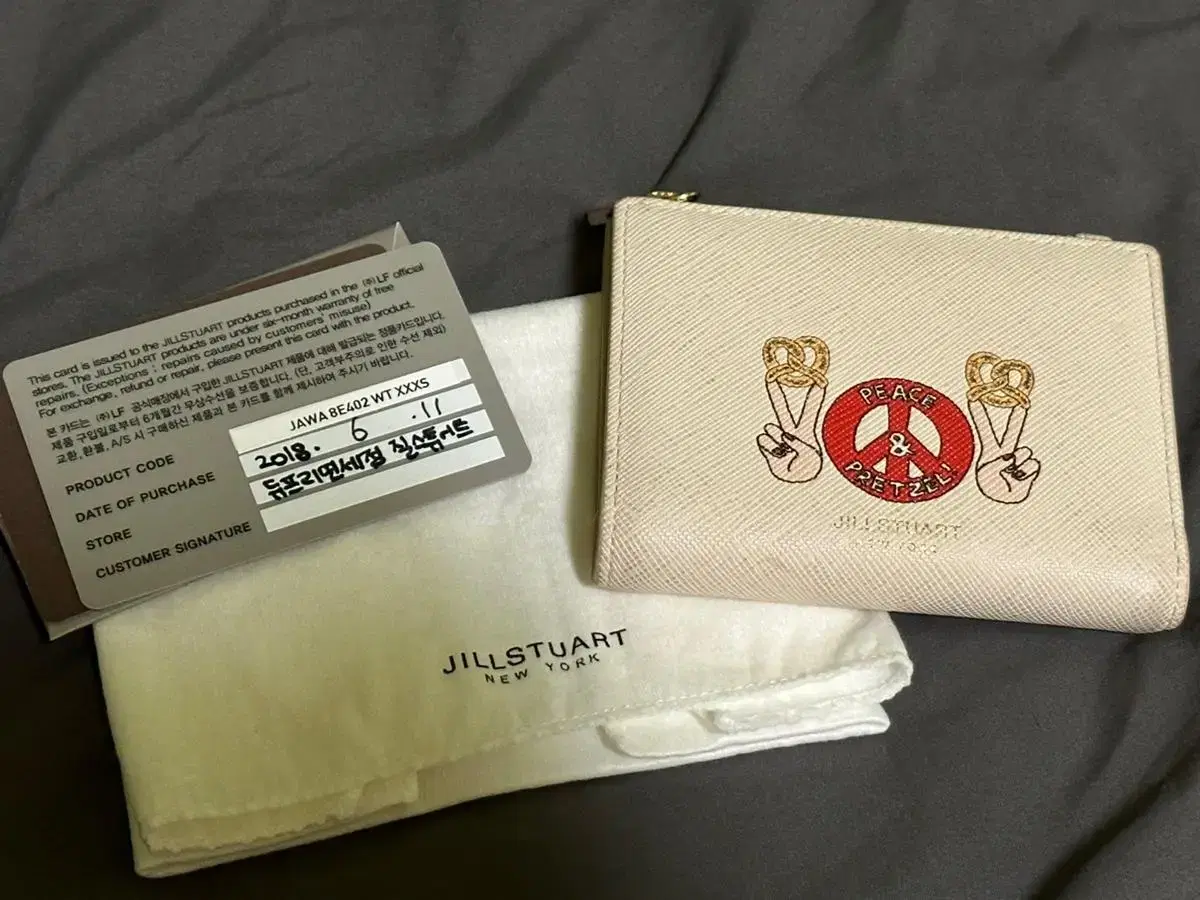 This card is issued to the JILLSTUART products purchased in the ㈜LF official
stores. The JILLSTUART products are under six-month warranty of free
repairs. (Exceptions : repairs caused by customers' misuse)
For exchange, refund or repair, please present this card with the product.
본 카드는 ㈜LF 공식매장에서 구입한 JILLSTUART 제품에 대해 발급되는 정품카드입니다.
제품 구입일로부터 6개월간 무상수선을 보증합니다. (단, 고객부주의로 인한 수선 제외)
교환, 환불, A/S 시 구매하신 제품과 본 카드를 함께 제시하여 주시기 바랍니다.
PRODUCT CODE JAWA 8E402 WT XXXS
DATE OF PURCHASE 2018. 6 .11
STORE 듀프리면세점 질스튜어트
CUSTOMER SIGNATURE
PEACE
&
PRETZEL!
JILLSTUART
NEW YORK
JILLSTUART
NEW YORK